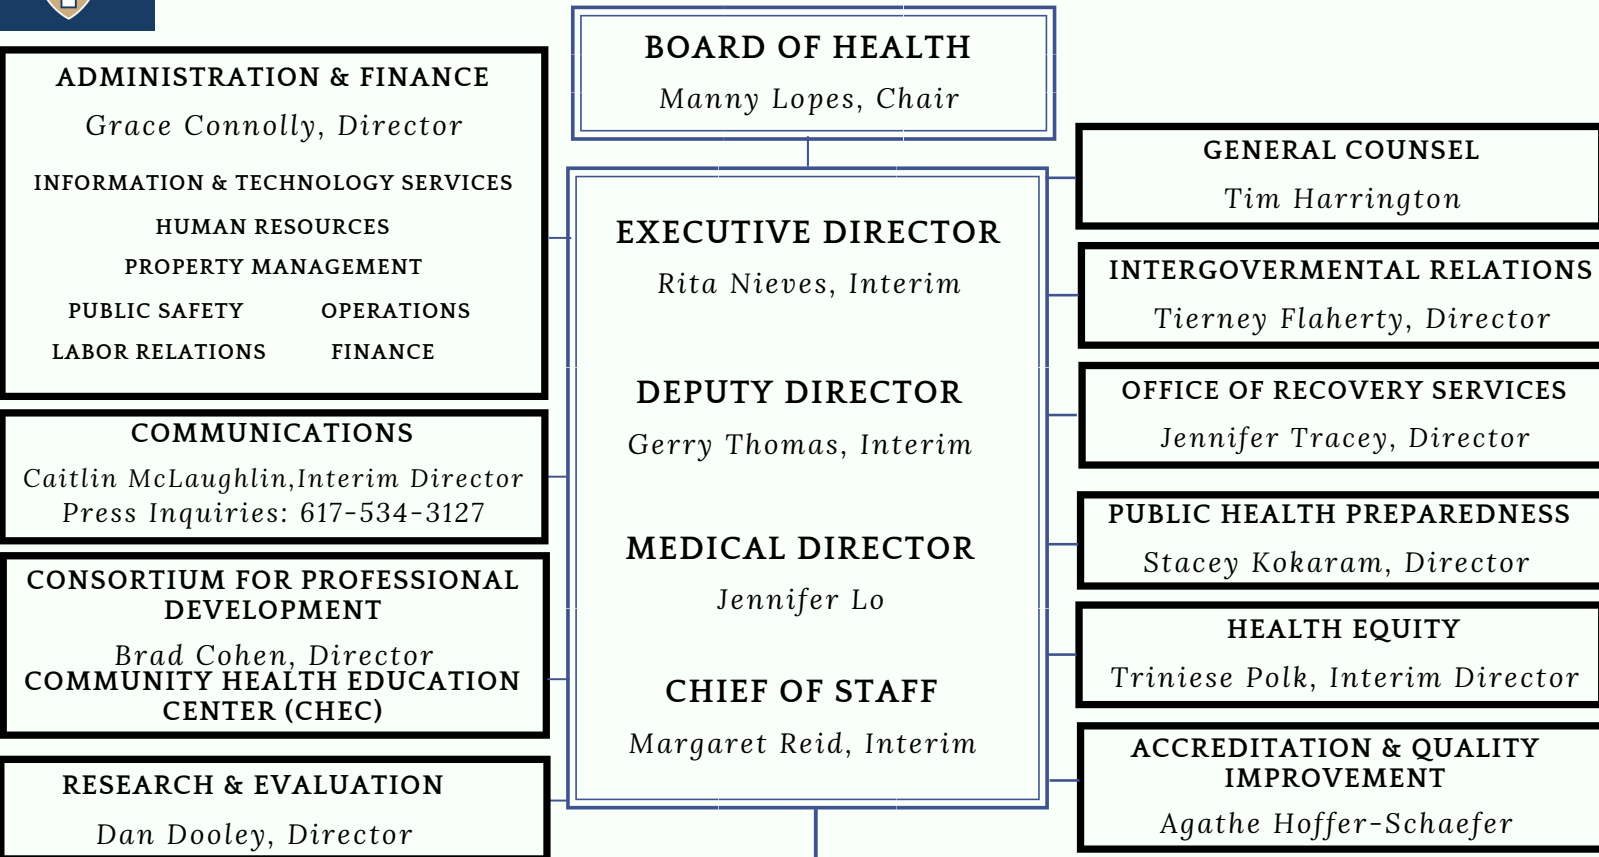 BOARD OF HEALTH
Manny Lopes, Chair
ADMINISTRATION & FINANCE
Grace Connolly, Director
INFORMATION & TECHNOLOGY SERVICES
HUMAN RESOURCES
PROPERTY MANAGEMENT
PUBLIC SAFETY OPERATIONS
LABOR RELATIONS FINANCE
COMMUNICATIONS
Caitlin McLaughlin,Interim Director
Press Inquiries: 617-534-3127
CONSORTIUM FOR PROFESSIONAL
DEVELOPMENT
Brad Cohen, Director
COMMUNITY HEALTH EDUCATION
CENTER (CHEC)
RESEARCH & EVALUATION
Dan Dooley, Director
EXECUTIVE DIRECTOR
Rita Nieves, Interim
DEPUTY DIRECTOR
Gerry Thomas, Interim
MEDICAL DIRECTOR
Jennifer Lo
CHIEF OF STAFF
Margaret Reid, Interim
GENERAL COUNSEL
Tim Harrington
INTERGOVERMENTAL RELATIONS
Tierney Flaherty, Director
OFFICE OF RECOVERY SERVICES
Jennifer Tracey, Director
PUBLIC HEALTH PREPAREDNESS
Stacey Kokaram, Director
HEALTH EQUITY
Triniese Polk, Interim Director
ACCREDITATION & QUALITY
IMPROVEMENT
Agathe Hoffer-Schaefer